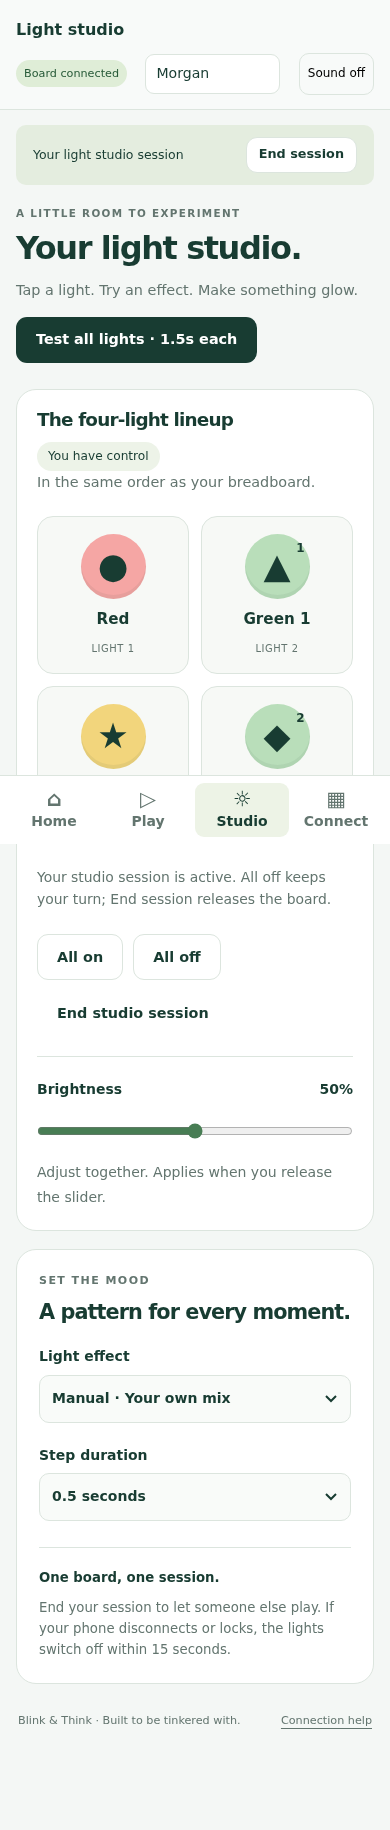 Light studio
Board connected
Morgan
Sound off
Your light studio session
End session
A LITTLE ROOM TO EXPERIMENT
Your light studio.
Tap a light. Try an effect. Make something glow.
Test all lights · 1.5s each
The four-light lineup
You have control
In the same order as your breadboard.
1
Red
Green 1
LIGHT 1
LIGHT 2
2
Home
Play
Studio
Connect
Your studio session is active. All off keeps
your turn; End session releases the board.
All on
All off
End studio session
Brightness
50%
Adjust together. Applies when you release
the slider.
SET THE MOOD
A pattern for every moment.
Light effect
Manual · Your own mix
Step duration
0.5 seconds
One board, one session.
End your session to let someone else play. If
your phone disconnects or locks, the lights
switch off within 15 seconds.
Blink & Think · Built to be tinkered with.
Connection help